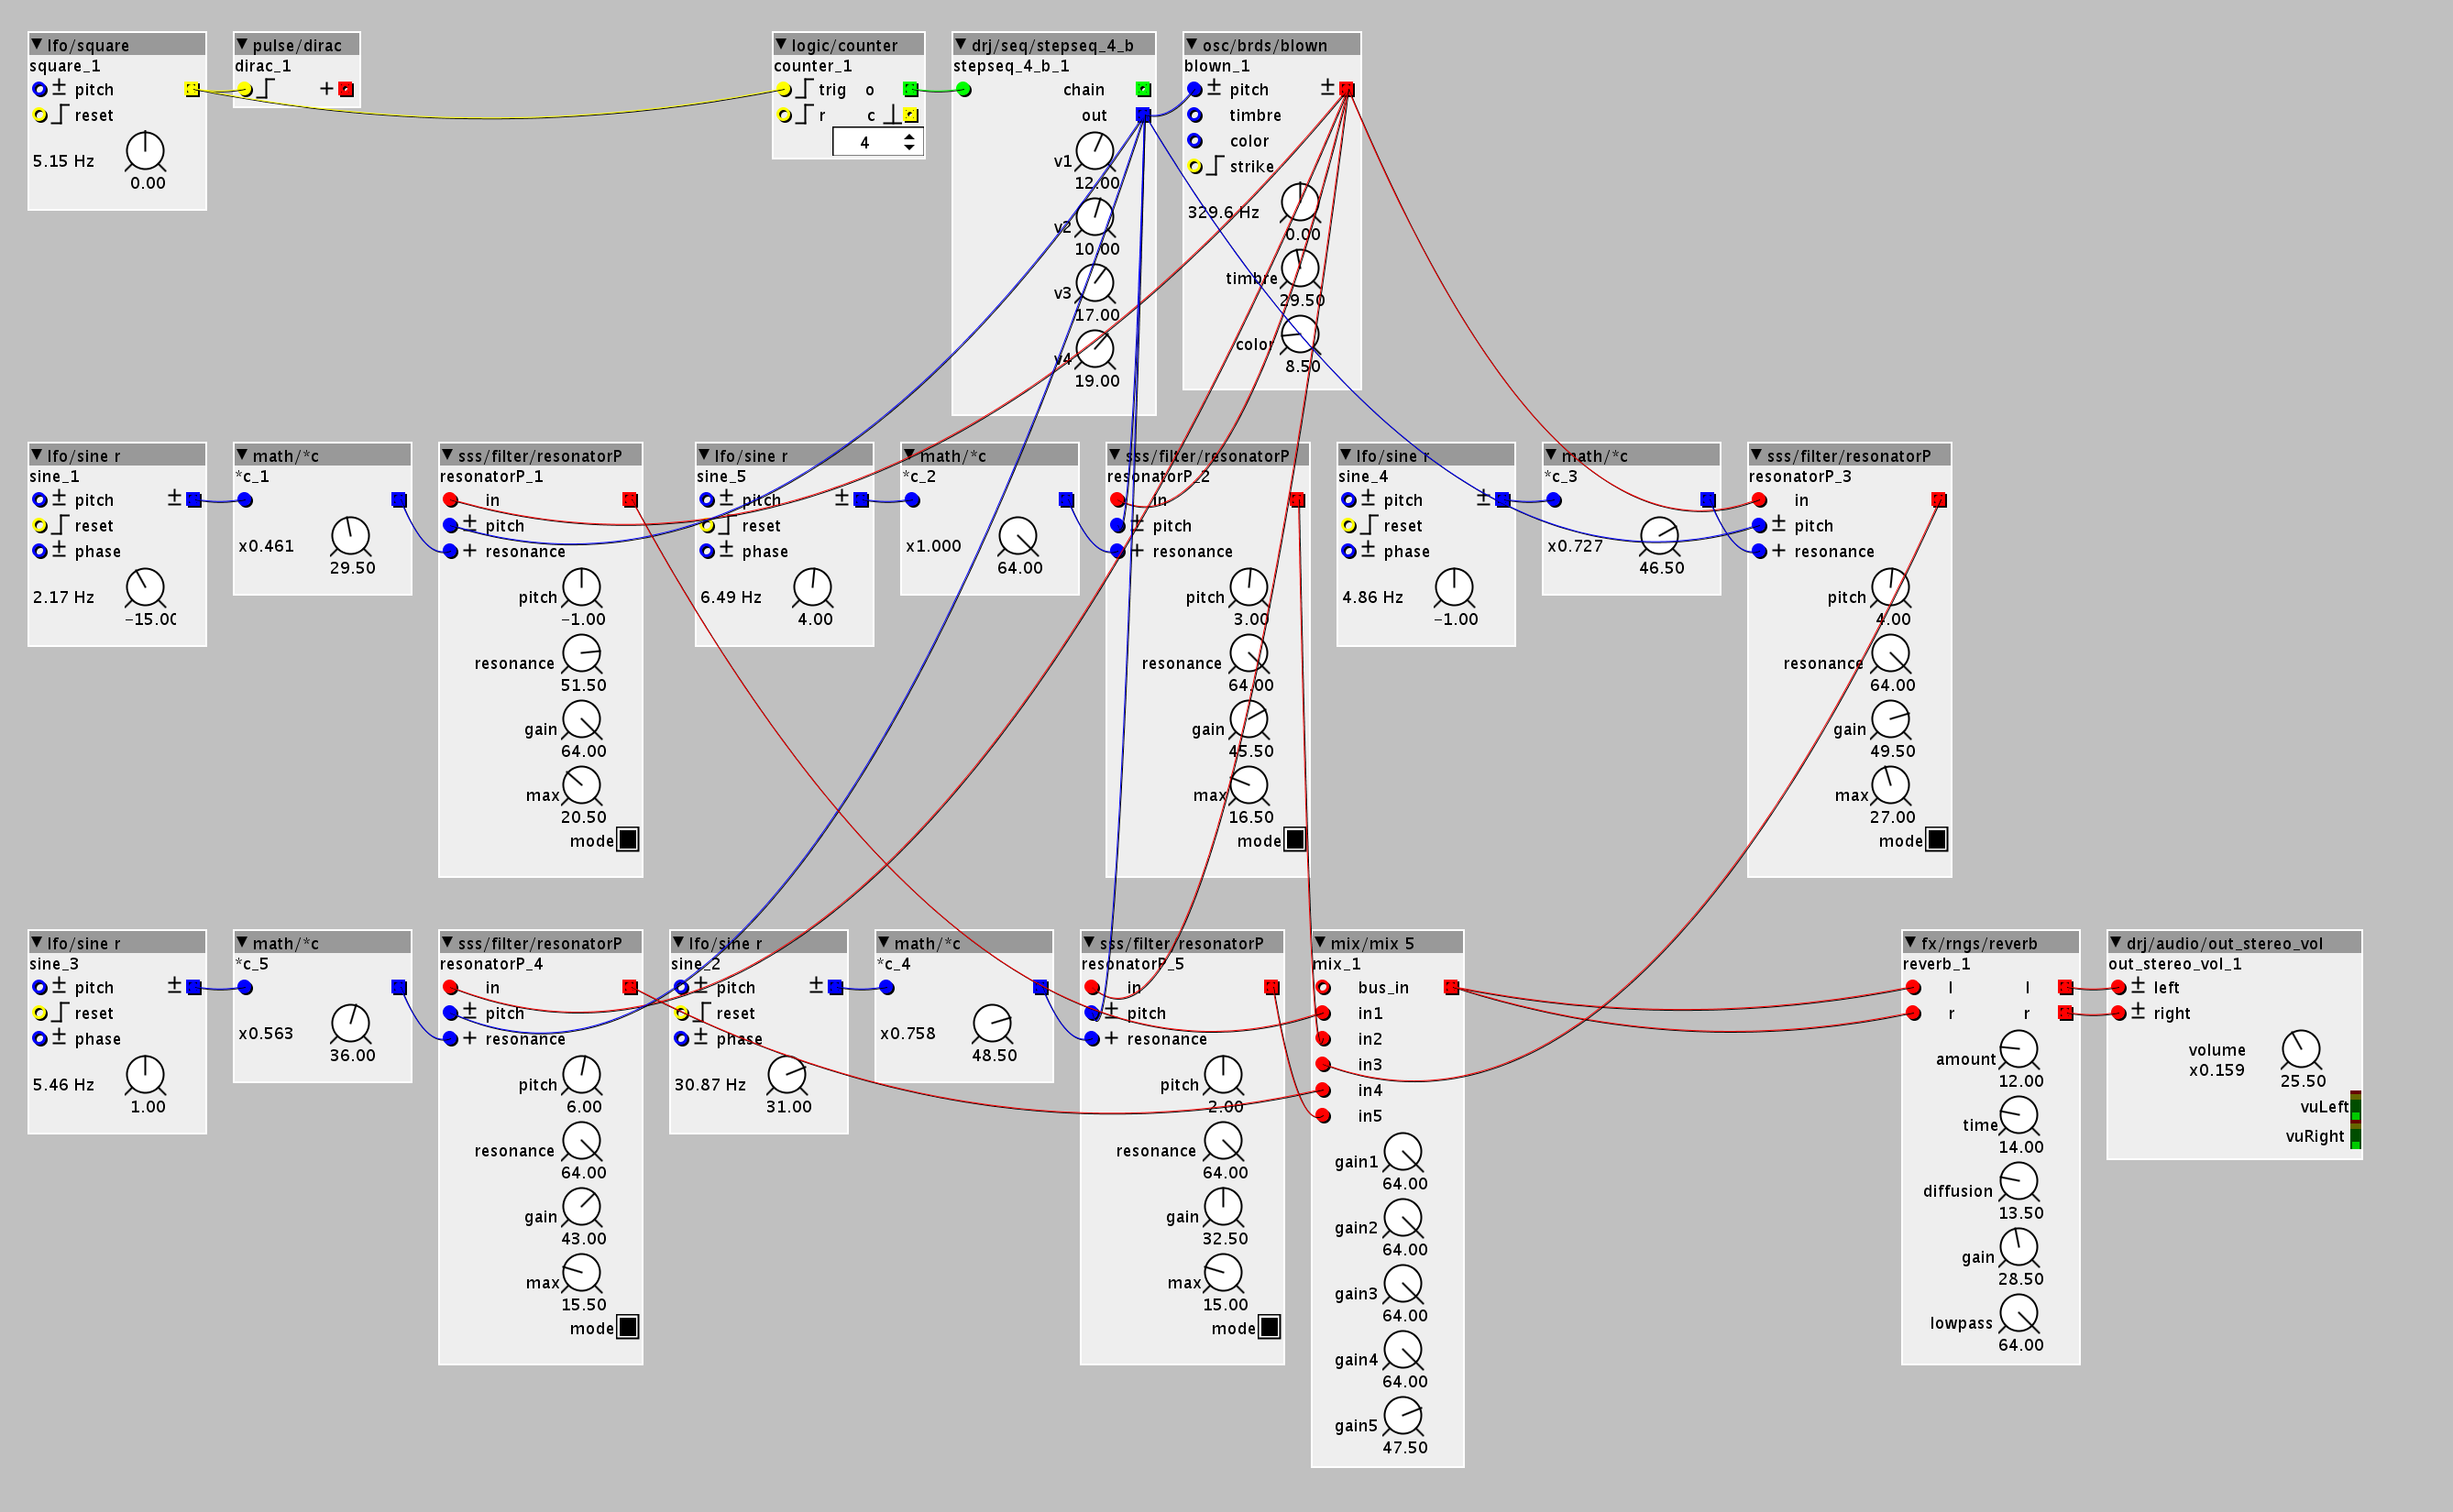 lfo/square
square_1
± pitch
reset
5.15 Hz
0.00
pulse/dirac
dirac_1
+
logic/counter
counter_1
trig o
r c
4
drj/seq/stepseq_4_b
stepseq_4_b_1
chain
out
v1
12.00
v2
10.00
v3
17.00
v4
19.00
osc/brds/blown
blown_1
± pitch ±
timbre
color
strike
329.6 Hz
0.00
timbre
29.50
color
8.50
lfo/sine r
sine_1
± pitch ±
reset
± phase
2.17 Hz
-15.00
math/*c
*c_1
x0.461
29.50
sss/filter/resonatorP
resonatorP_1
in
± pitch
+ resonance
pitch
-1.00
resonance
51.50
gain
64.00
max
20.50
mode
lfo/sine r
sine_5
± pitch ±
reset
± phase
6.49 Hz
4.00
math/*c
*c_2
x1.000
64.00
sss/filter/resonatorP
resonatorP_2
in
± pitch
+ resonance
pitch
3.00
resonance
64.00
gain
45.50
max
16.50
mode
lfo/sine r
sine_4
± pitch ±
reset
± phase
4.86 Hz
-1.00
math/*c
*c_3
x0.727
46.50
sss/filter/resonatorP
resonatorP_3
in
± pitch
+ resonance
pitch
4.00
resonance
64.00
gain
49.50
max
27.00
mode
lfo/sine r
sine_3
± pitch ±
reset
± phase
5.46 Hz
1.00
math/*c
*c_5
x0.563
36.00
sss/filter/resonatorP
resonatorP_4
in
± pitch
+ resonance
pitch
6.00
resonance
64.00
gain
43.00
max
15.50
mode
lfo/sine r
sine_2
± pitch ±
reset
± phase
30.87 Hz
31.00
math/*c
*c_4
x0.758
48.50
sss/filter/resonatorP
resonatorP_5
in
± pitch
+ resonance
pitch
2.00
resonance
64.00
gain
32.50
max
15.00
mode
mix/mix 5
mix_1
bus_in
in1
in2
in3
in4
in5
gain1
64.00
gain2
64.00
gain3
64.00
gain4
64.00
gain5
47.50
fx/rngs/reverb
reverb_1
l l
r r
amount
12.00
time
14.00
diffusion
13.50
gain
28.50
lowpass
64.00
drj/audio/out_stereo_vol
out_stereo_vol_1
± left
± right
volume
x0.159
25.50
vuLeft
vuRight